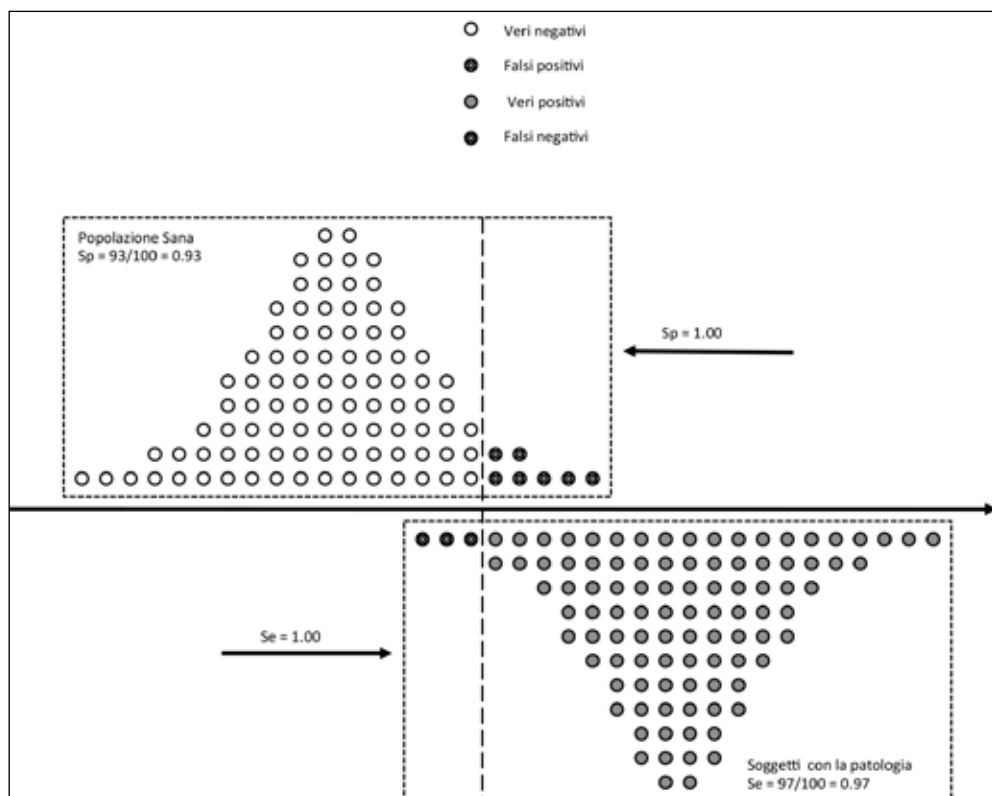 Veri negativi
Falsi positivi
Veri positivi
Falsi negativi
Popolazione Sana
Sp = 93/100 = 0.93
Sp = 1.00
Se = 1.00
Soggetti con la patologia
Se = 97/100 = 0.97